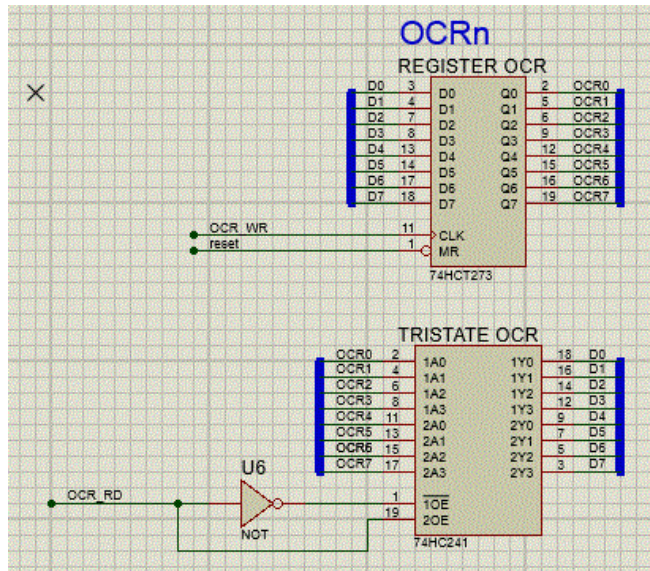 OCRn
REGISTER OCR
D0 3 D0 Q0 2 OCR0
D1 4 D1 Q1 5 OCR1
D2 7 D2 Q2 6 OCR2
D3 8 D3 Q3 9 OCR3
D4 13 D4 Q4 12 OCR4
D5 14 D5 Q5 15 OCR5
D6 17 D6 Q6 16 OCR6
D7 18 D7 Q7 19 OCR7
OCR_WR 11 CLK
reset 1 MR
74HCT273
TRISTATE OCR
OCR0 2 1A0 1Y0 18 D0
OCR1 4 1A1 1Y1 16 D1
OCR2 6 1A2 1Y2 14 D2
OCR3 8 1A3 1Y3 12 D3
OCR4 11 2A0 2Y0 9 D4
OCR5 13 2A1 2Y1 7 D5
OCR6 15 2A2 2Y2 5 D6
OCR7 17 2A3 2Y3 3 D7
U6
OCR_RD 1 1OE
19 2OE
NOT
74HC241